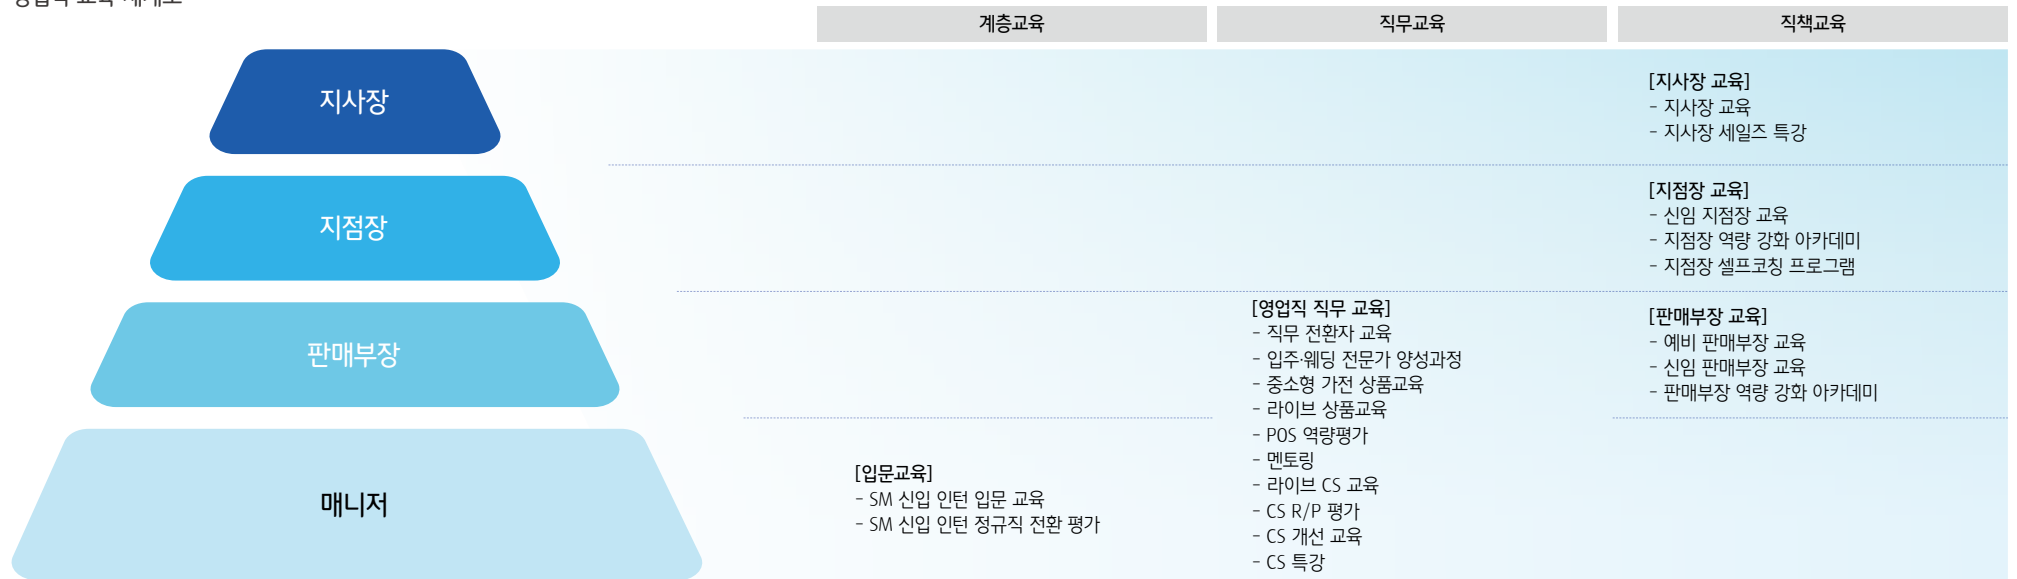 계층교육
직무교육
직책교육
지사장
[지사장 교육]
- 지사장 교육
- 지사장 세일즈 특강
지점장
[지점장 교육]
- 신임 지점장 교육
- 지점장 역량 강화 아카데미
- 지점장 셀프코칭 프로그램
판매부장
[영업직 직무 교육]
- 직무 전환자 교육
- 입주·웨딩 전문가 양성과정
- 중소형 가전 상품교육
- 라이브 상품교육
- POS 역량평가
- 멘토링
- 라이브 CS 교육
- CS R/P 평가
- CS 개선 교육
- CS 특강
[판매부장 교육]
- 예비 판매부장 교육
- 신임 판매부장 교육
- 판매부장 역량 강화 아카데미
매니저
[입문교육]
- SM 신입 인턴 입문 교육
- SM 신입 인턴 정규직 전환 평가